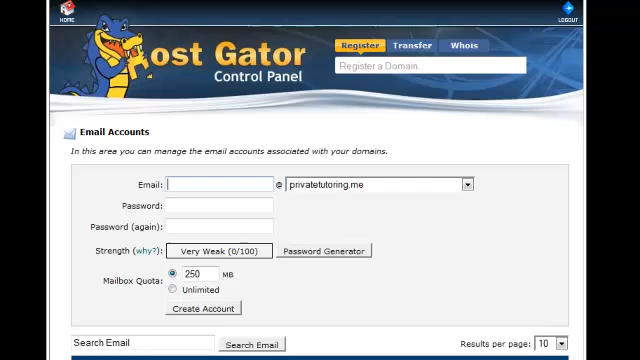 HOME
LOGOUT
Host Gator
Control Panel
Register Transfer Whois
Register a Domain
Email Accounts
In this area you can manage the email accounts associated with your domains.
Email: @ privatetutoring.me
Password:
Password (again):
Strength (why?): Very Weak (0/100) Password Generator
Mailbox Quota: 250 MB
Unlimited
Create Account
Search Email Search Email Results per page: 10